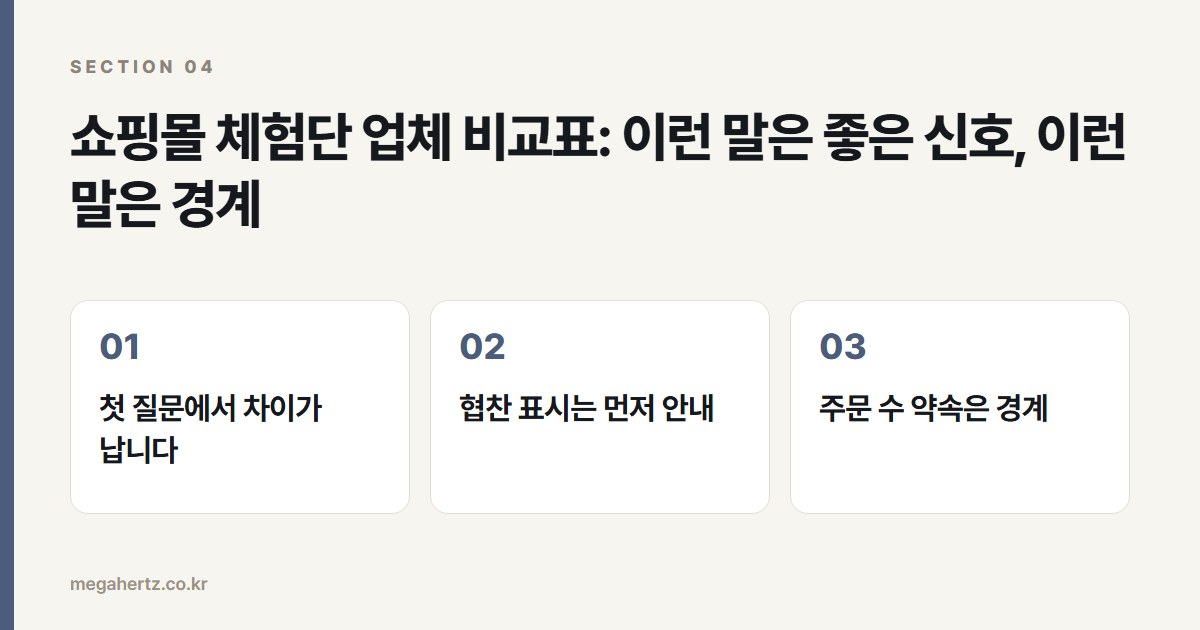 SECTION 04
쇼핑몰 체험단 업체 비교표: 이런 말은 좋은 신호, 이런
말은 경계
01
첫 질문에서 차이가
납니다
02
협찬 표시는 먼저 안내
03
주문 수 약속은 경계
megahertz.co.kr